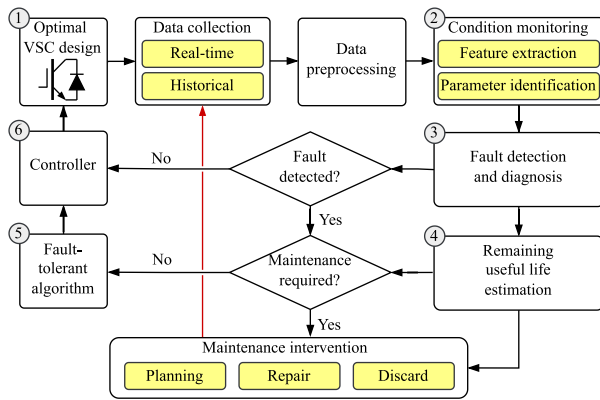 1
Optimal
VSC design
Data collection
Real-time
Historical
Data
preprocessing
2
Condition monitoring
Feature extraction
Parameter identification
6
Controller
No
Fault
detected?
Yes
3
Fault detection
and diagnosis
5
Fault-
tolerant
algorithm
No
Maintenance
required?
Yes
4
Remaining
useful life
estimation
Maintenance intervention
Planning
Repair
Discard